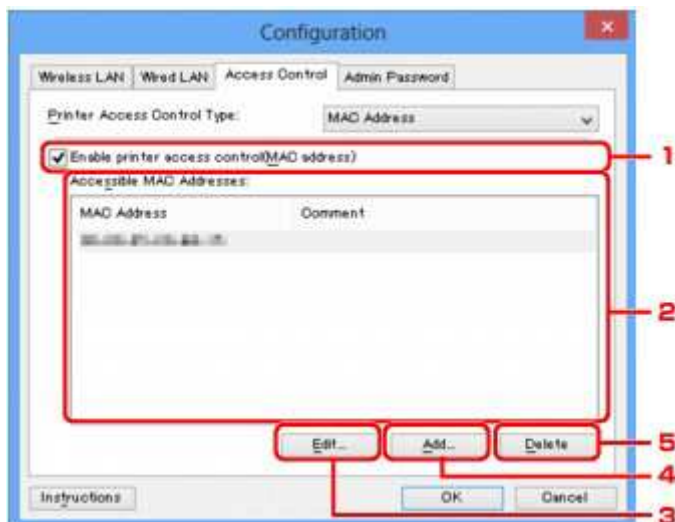 Configuration
Wireless LAN Wired LAN Access Control Admin Password
Printer Access Control Type: MAC Address
Enable printer access control(MAC address) 1
Accessible MAC Addresses:
MAC Address Comment
2
Edit... Add... Delete 5
4
Instructions OK Cancel
3